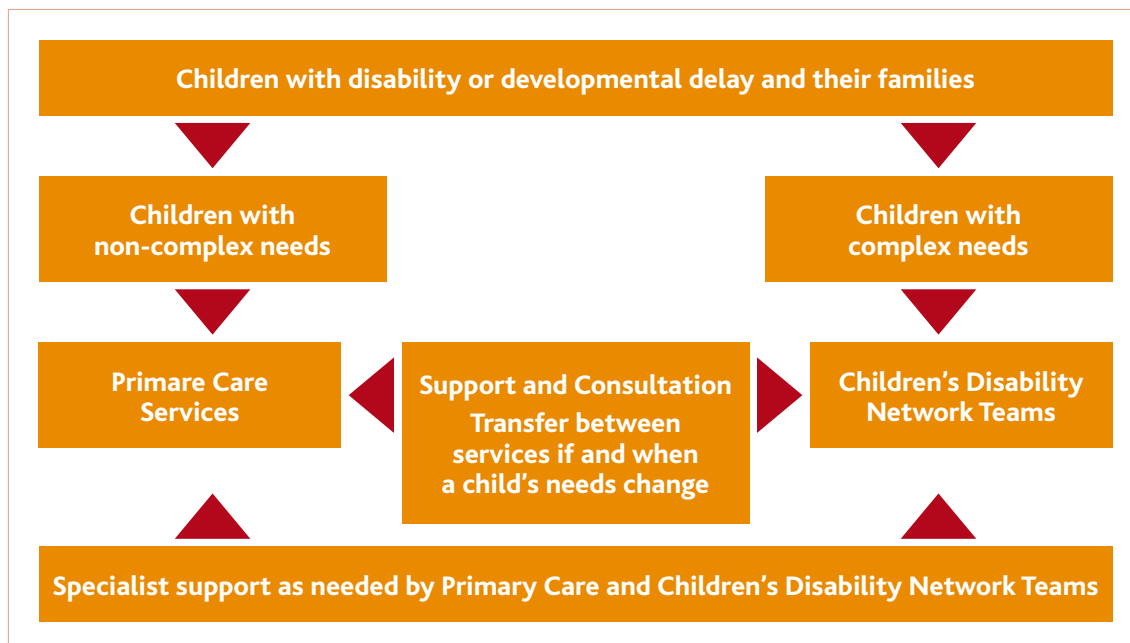 Children with disability or developmental delay and their families
Children with
non-complex needs
Children with
complex needs
Primare Care
Services
Support and Consultation
Transfer between
services if and when
a child’s needs change
Children’s Disability
Network Teams
Specialist support as needed by Primary Care and Children’s Disability Network Teams